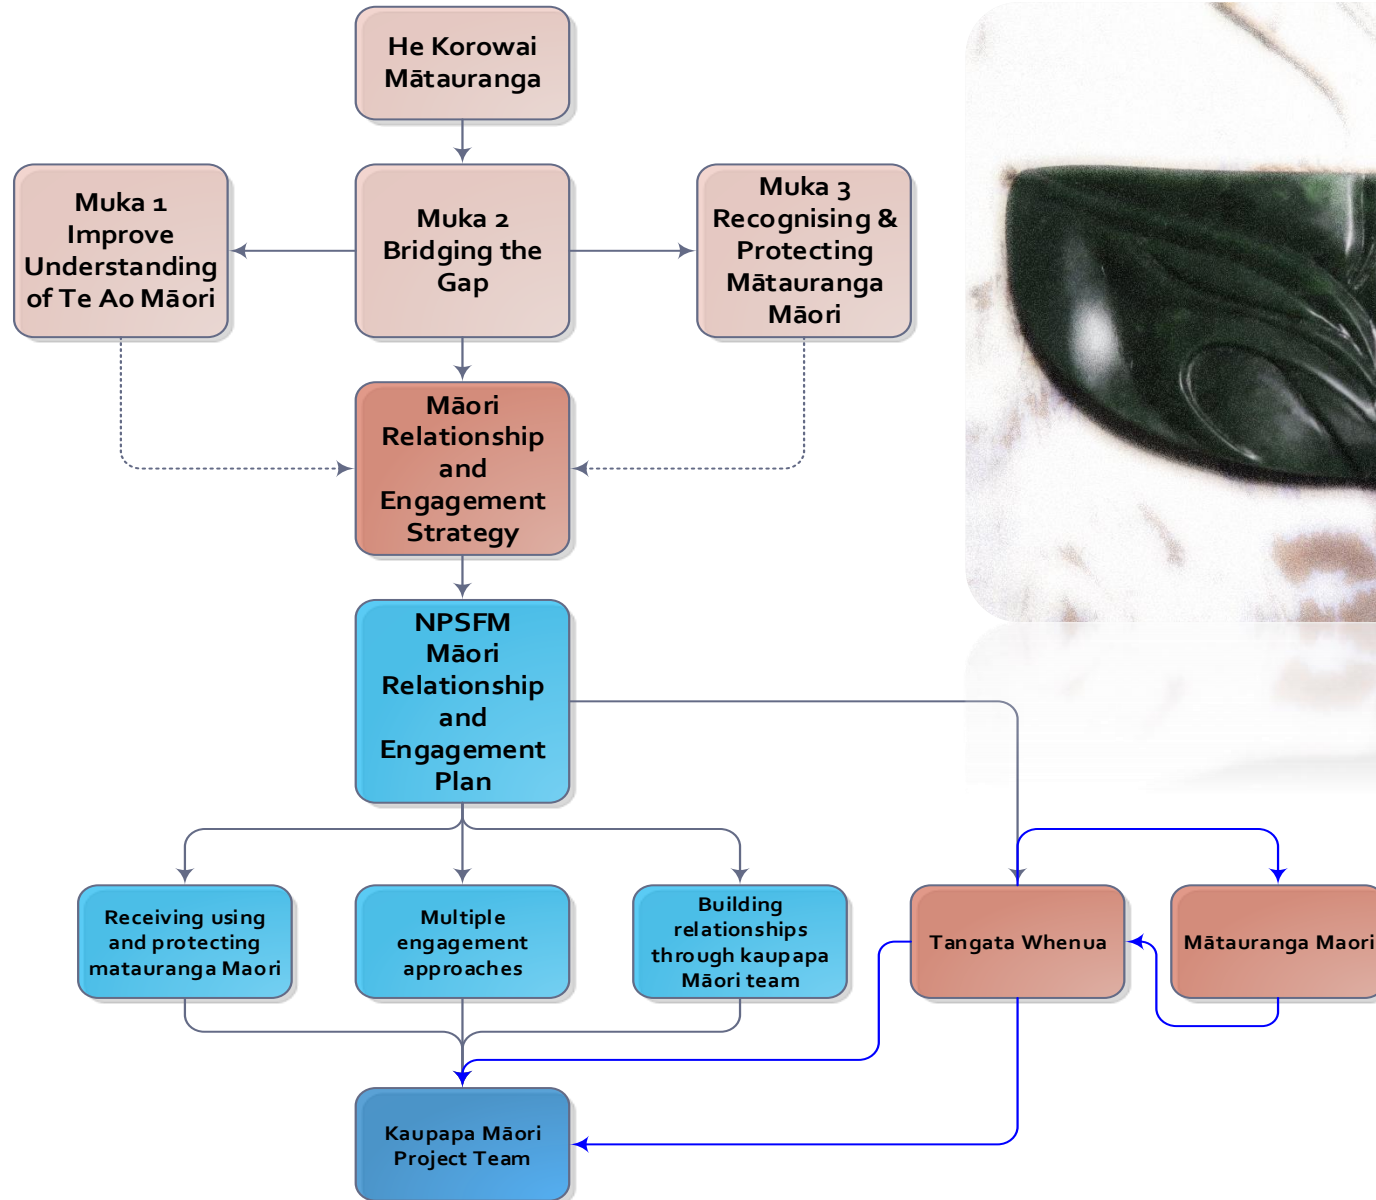 He Korowai
Mātauranga
Muka 1
Improve
Understanding
of Te Ao Māori
Muka 2
Bridging the
Gap
Muka 3
Recognising &
Protecting
Mātauranga
Māori
Māori
Relationship
and
Engagement
Strategy
NPSFM
Māori
Relationship
and
Engagement
Plan
Receiving using
and protecting
matauranga Maori
Multiple
engagement
approaches
Building
relationships
through kaupapa
Māori team
Tangata Whenua
Mātauranga Maori
Kaupapa Māori
Project Team